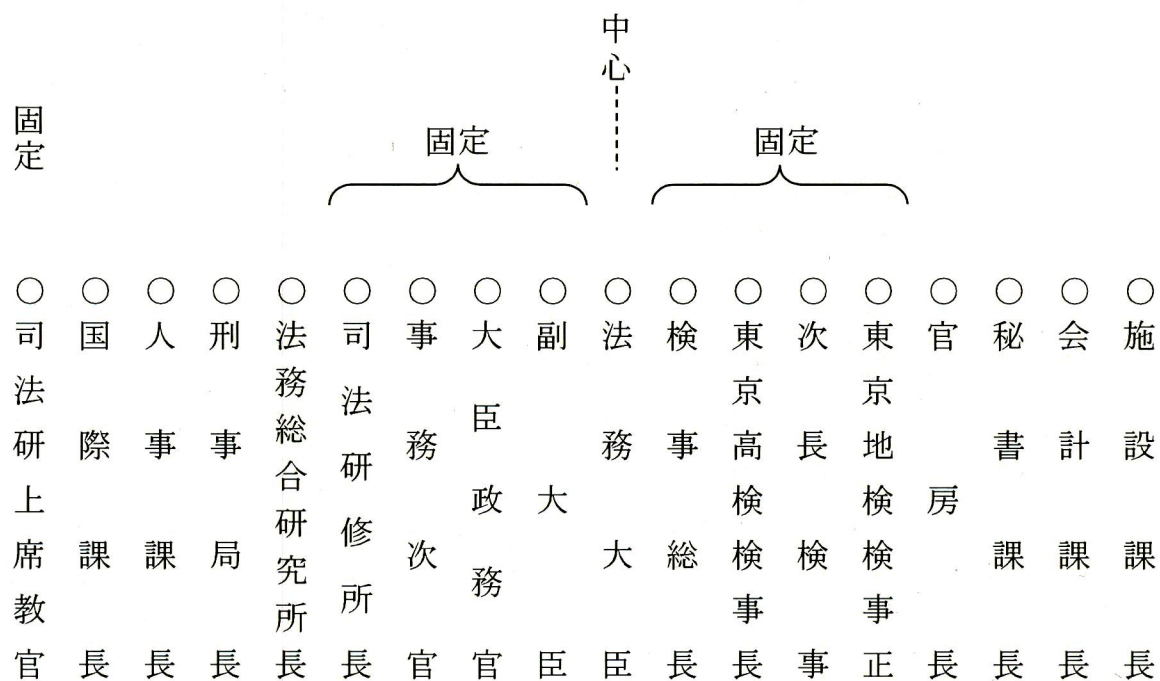 中心
固定
固定
固定
○施設課長
○会計課長
○秘書課長
○官房長
○東京地検検事正
○次長検事
○東京高検検事長
○検事総長
○法務大臣
○副大臣
○大臣政務官
○事務次官
○司法研修所長
○法務総合研究所長
○刑事局長
○人事課長
○国際課長
○司法研上席教官